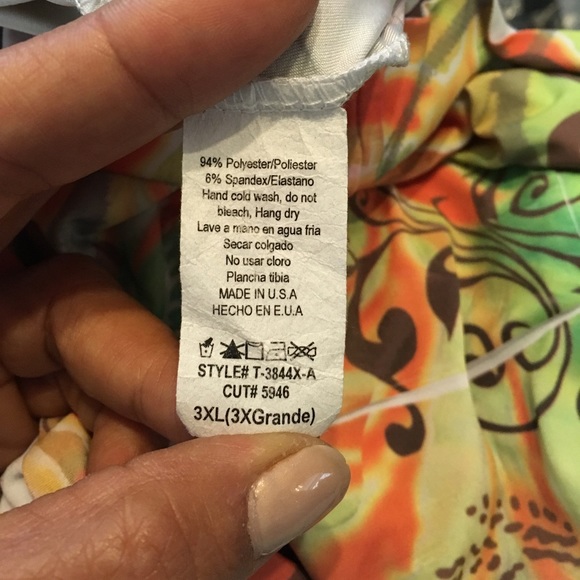 94% Polyester/Poliester
6% Spandex/Elastano
Hand cold wash, do not
bleach, Hang dry
Lave a mano en agua fria
Secar colgado
No usar cloro
Plancha tibia
MADE IN U.S.A
HECHO EN E.U.A
STYLE# T-3844X-A
CUT# 5946
3XL(3XGrande)